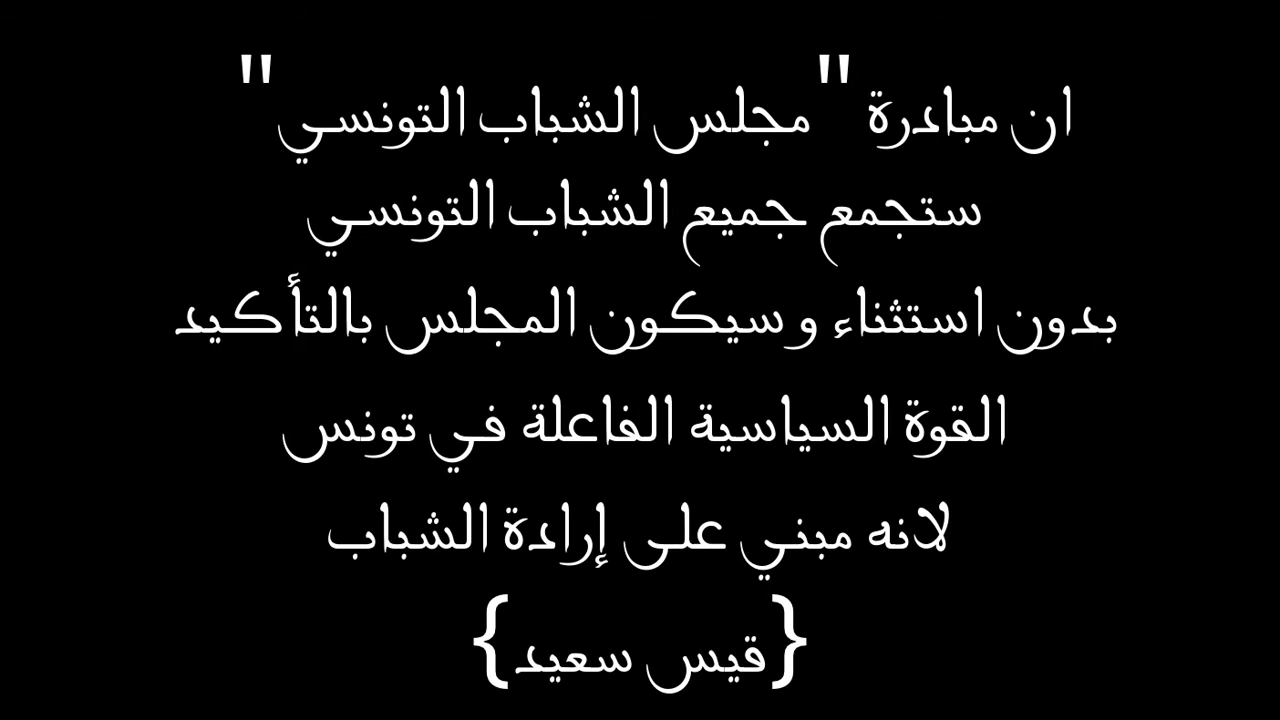 ان مبادرة "مجلس الشباب التونسي"
ستجمع جميع الشباب التونسي
بدون استثناء و سيكون المجلس بالتأكيد
القوة السياسية الفاعلة في تونس
لانه مبني على إرادة الشباب
{قيس سعيد}